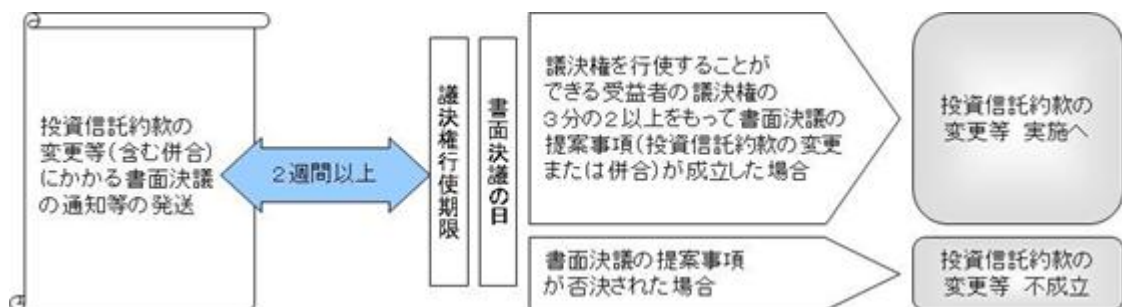 投資信託約款の
変更等(含む併合)
にかかる書面決議
の通知等の発送
2週間以上
議決権行使期限
書面決議の日
議決権を行使することが
できる受益者の議決権の
3分の2以上をもって書面決議の
提案事項(投資信託約款の変更
または併合)が成立した場合
投資信託約款の
変更等 実施へ
書面決議の提案事項
が否決された場合
投資信託約款の
変更等 不成立